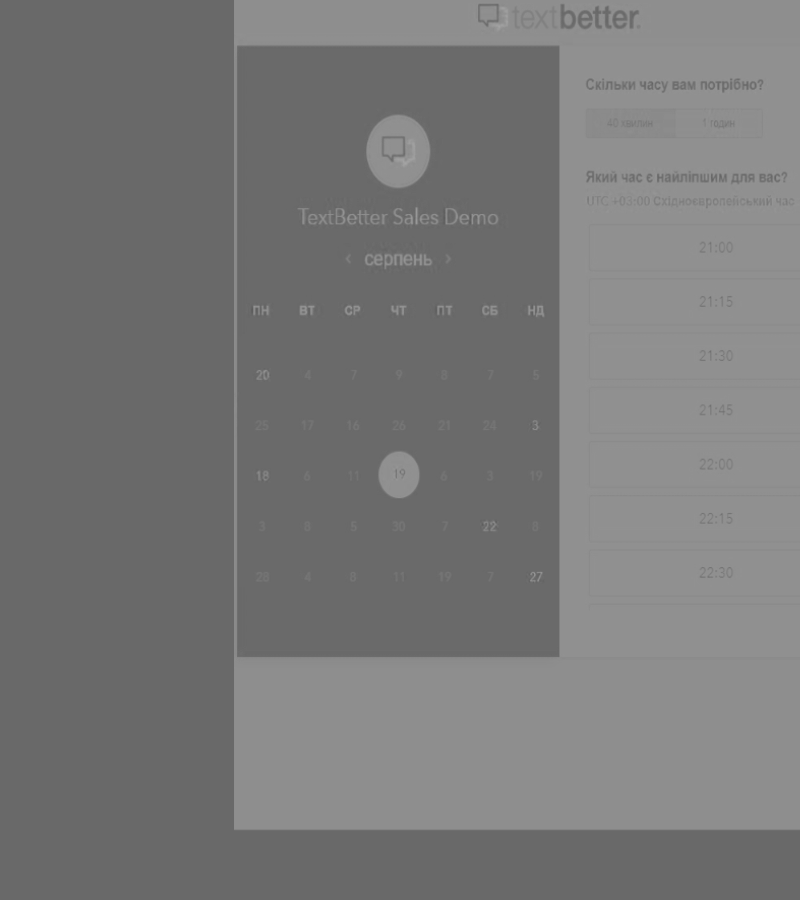 textbetter.
TextBetter Sales Demo
‹ серпень ›
ПН ВТ СР ЧТ ПТ СБ НД
20 4 7 9 8 7 5
25 17 16 26 21 24 3
18 6 11 19 6 3 19
3 8 5 30 7 22 8
28 4 8 11 19 7 27
Скільки часу вам потрібно?
40 хвилин 1 годин
Який час є найліпшим для вас?
UTC +03:00 Східноєвропейський час
21:00
21:15
21:30
21:45
22:00
22:15
22:30